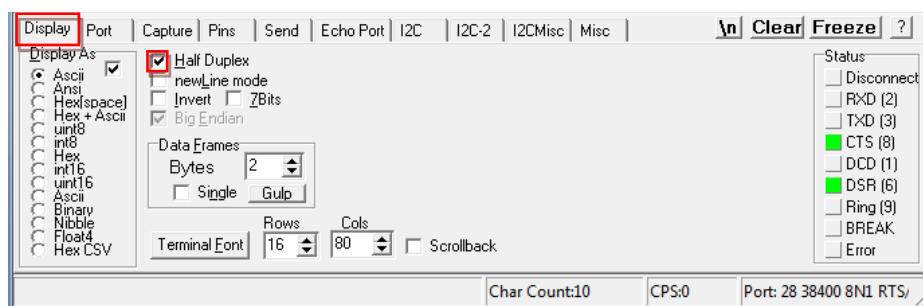 Display Port Capture Pins Send Echo Port I2C I2C-2 I2CMisc Misc \n Clear Freeze ?
Display As
Ascii
Ansi
Hex[space]
Hex + Ascii
uint8
int8
Hex
int16
uint16
Ascii
Binary
Nibble
Float4
Hex CSV
Half Duplex
newLine mode
Invert 7Bits
Big Endian
Data Frames
Bytes 2
Single Gulp
Rows Cols
Terminal Font 16 80 Scrollback
Status
Disconnect
RXD (2)
TXD (3)
CTS (8)
DCD (1)
DSR (6)
Ring (9)
BREAK
Error
Char Count:10 CPS:0 Port: 28 38400 8N1 RTS/